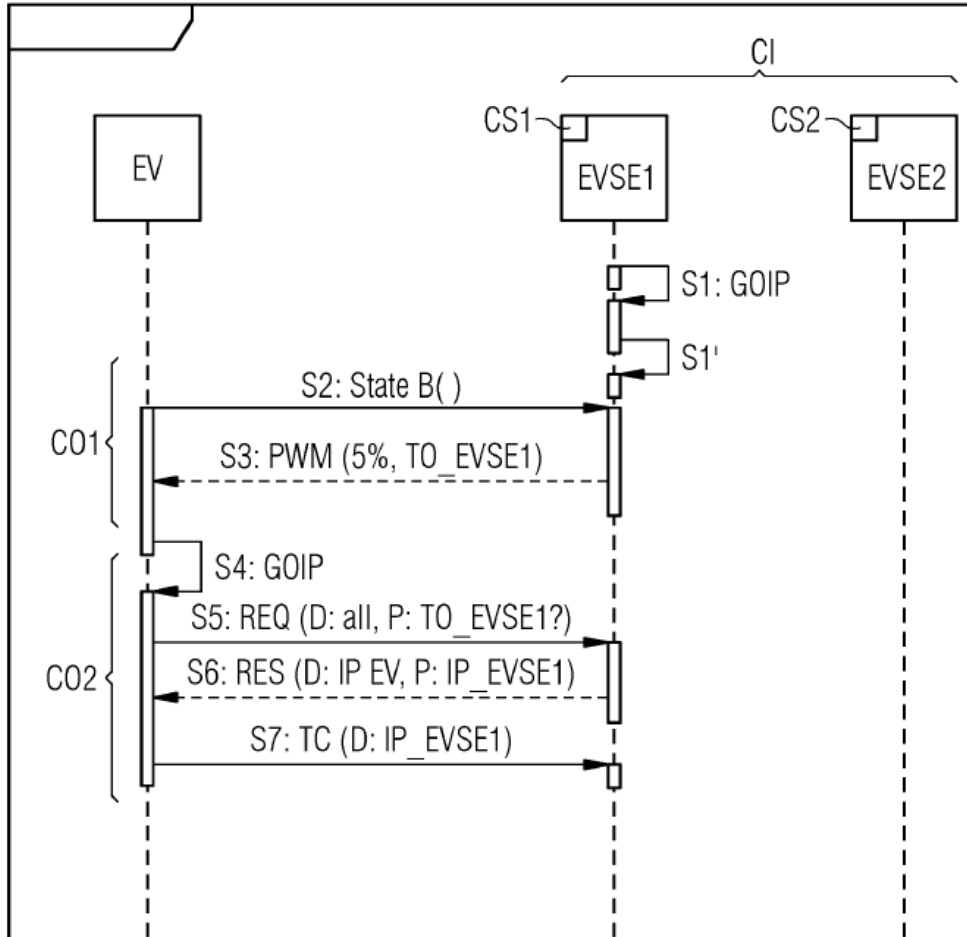 CI
CS1
CS2
EV
EVSE1
EVSE2
S1: GOIP
S1'
S2: State B( )
CO1
S3: PWM (5%, TO_EVSE1)
S4: GOIP
S5: REQ (D: all, P: TO_EVSE1?)
CO2
S6: RES (D: IP EV, P: IP_EVSE1)
S7: TC (D: IP_EVSE1)